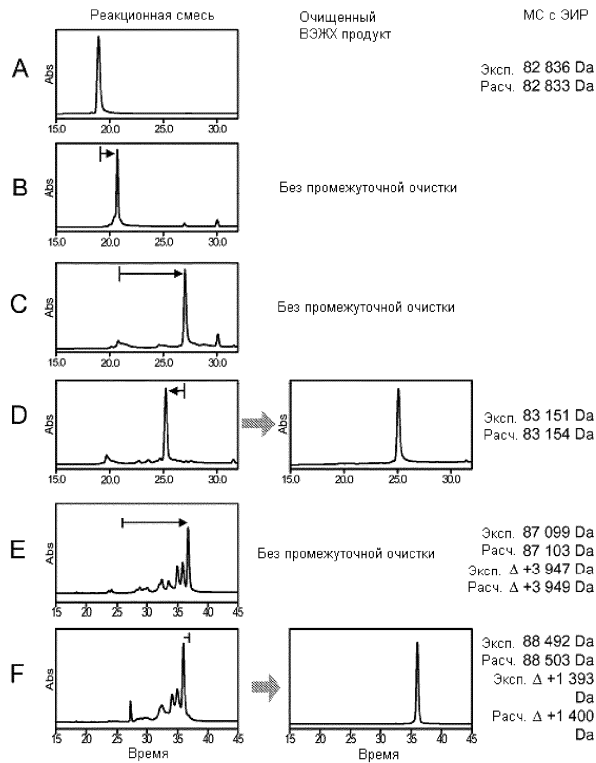 Реакционная смесь
Очищенный
ВЭЖХ продукт
МС с ЭИР
A
Abs
15.0 20.0 25.0 30.0
Эксп. 82 836 Da
Расч. 82 833 Da
B
Abs
15.0 20.0 25.0 30.0
Без промежуточной очистки
C
Abs
15.0 20.0 25.0 30.0
Без промежуточной очистки
D
Abs
15.0 20.0 25.0 30.0
Abs
15.0 20.0 25.0 30.0
Эксп. 83 151 Da
Расч. 83 154 Da
E
Abs
15 20 25 30 35 40 45
Без промежуточной очистки
Эксп. 87 099 Da
Расч. 87 103 Da
Эксп. Δ +3 947 Da
Расч. Δ +3 949 Da
F
Abs
15 20 25 30 35 40 45
Время
15 20 25 30 35 40 45
Время
Эксп. 88 492 Da
Расч. 88 503 Da
Эксп. Δ +1 393
Da
Расч. Δ +1 400
Da